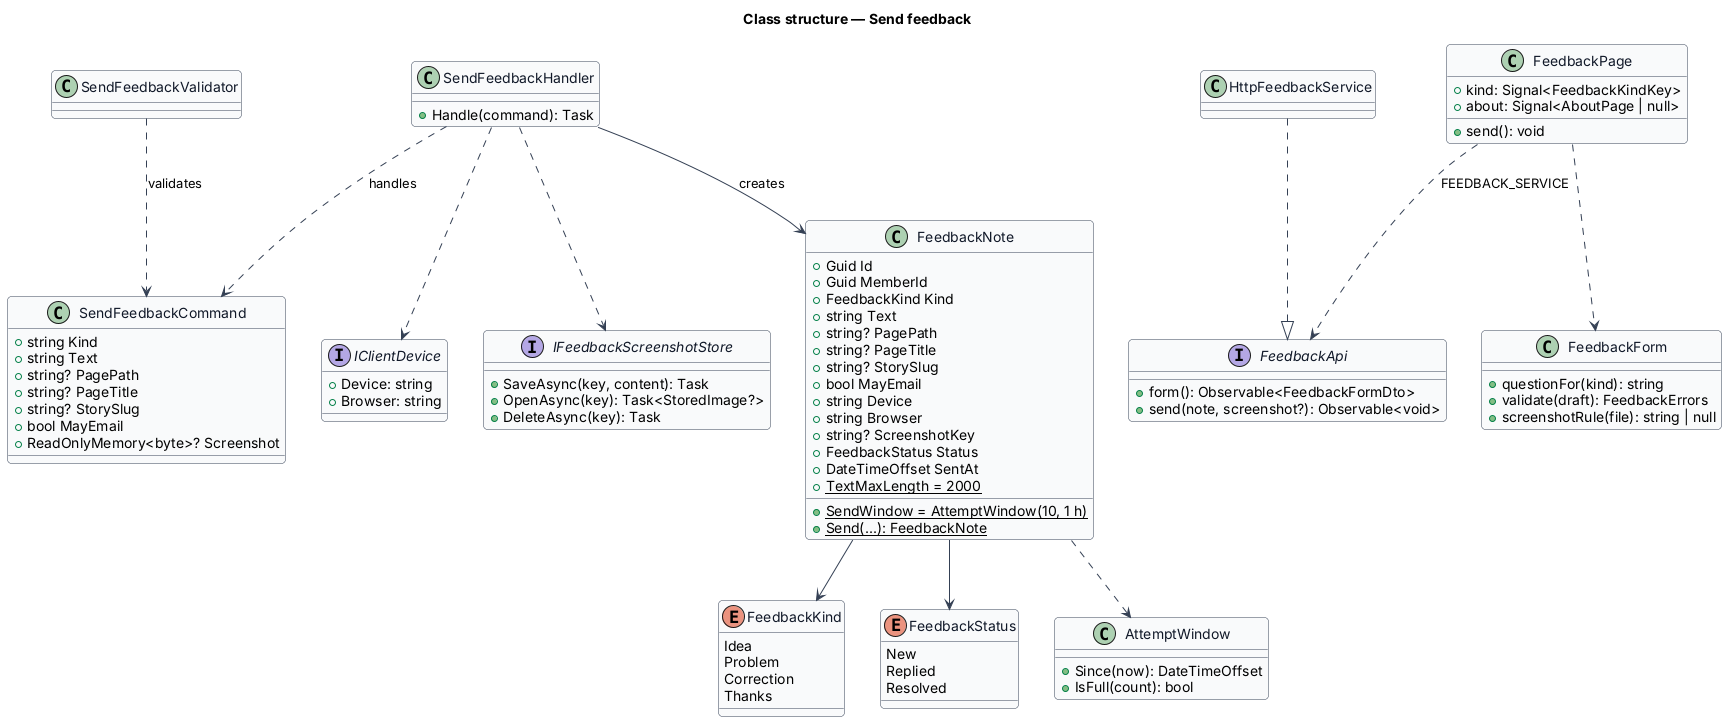 Class structure — Send feedback
C SendFeedbackValidator
C SendFeedbackHandler
Handle(command): Task
C HttpFeedbackService
C FeedbackPage
kind: Signal<FeedbackKindKey>
about: Signal<AboutPage | null>
send(): void
validates
handles
creates
FEEDBACK_SERVICE
C SendFeedbackCommand
string Kind
string Text
string? PagePath
string? PageTitle
string? StorySlug
bool MayEmail
ReadOnlyMemory<byte>? Screenshot
I IClientDevice
Device: string
Browser: string
I IFeedbackScreenshotStore
SaveAsync(key, content): Task
OpenAsync(key): Task<StoredImage?>
DeleteAsync(key): Task
C FeedbackNote
Guid Id
Guid MemberId
FeedbackKind Kind
string Text
string? PagePath
string? PageTitle
string? StorySlug
bool MayEmail
string Device
string Browser
string? ScreenshotKey
FeedbackStatus Status
DateTimeOffset SentAt
TextMaxLength = 2000
SendWindow = AttemptWindow(10, 1 h)
Send(...): FeedbackNote
I FeedbackApi
form(): Observable<FeedbackFormDto>
send(note, screenshot?): Observable<void>
C FeedbackForm
questionFor(kind): string
validate(draft): FeedbackErrors
screenshotRule(file): string | null
E FeedbackKind
Idea
Problem
Correction
Thanks
E FeedbackStatus
New
Replied
Resolved
C AttemptWindow
Since(now): DateTimeOffset
IsFull(count): bool